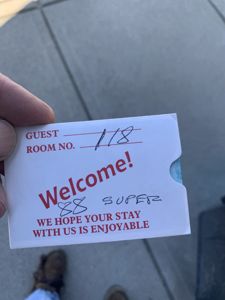 GUEST 118
ROOM NO.
Welcome!
88 SUPER
WE HOPE YOUR STAY
WITH US IS ENJOYABLE